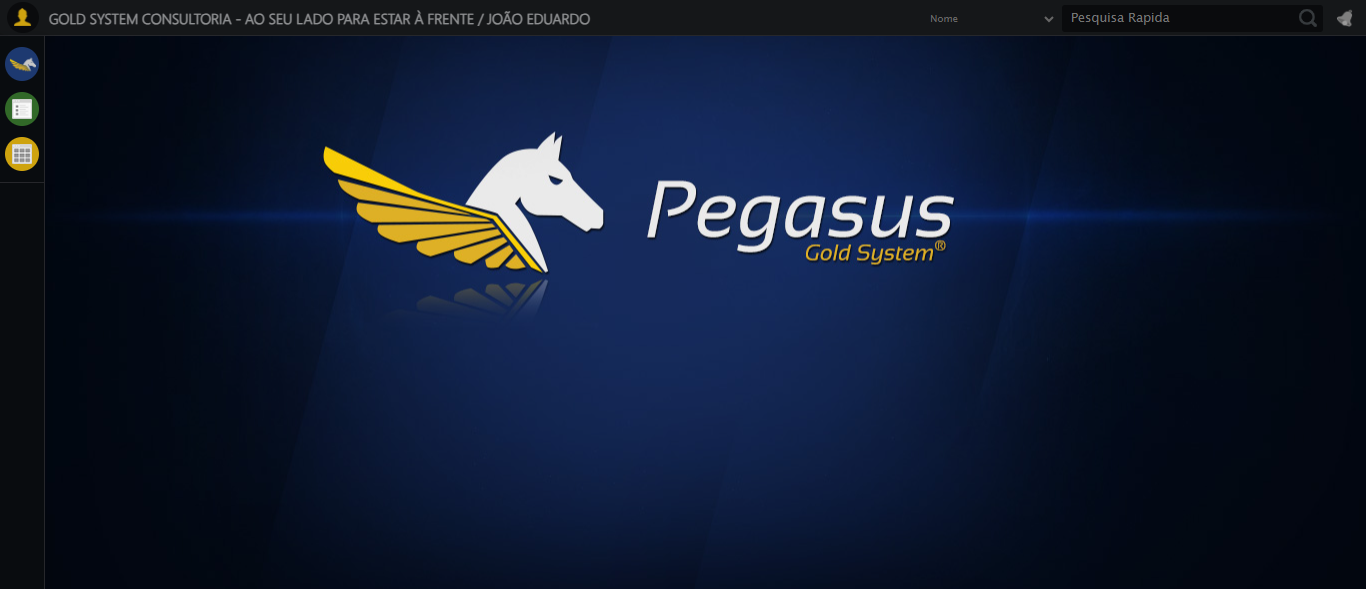 GOLD SYSTEM CONSULTORIA - AO SEU LADO PARA ESTAR À FRENTE / JOÃO EDUARDO
Nome
Pesquisa Rapida
Pegasus
Gold System®